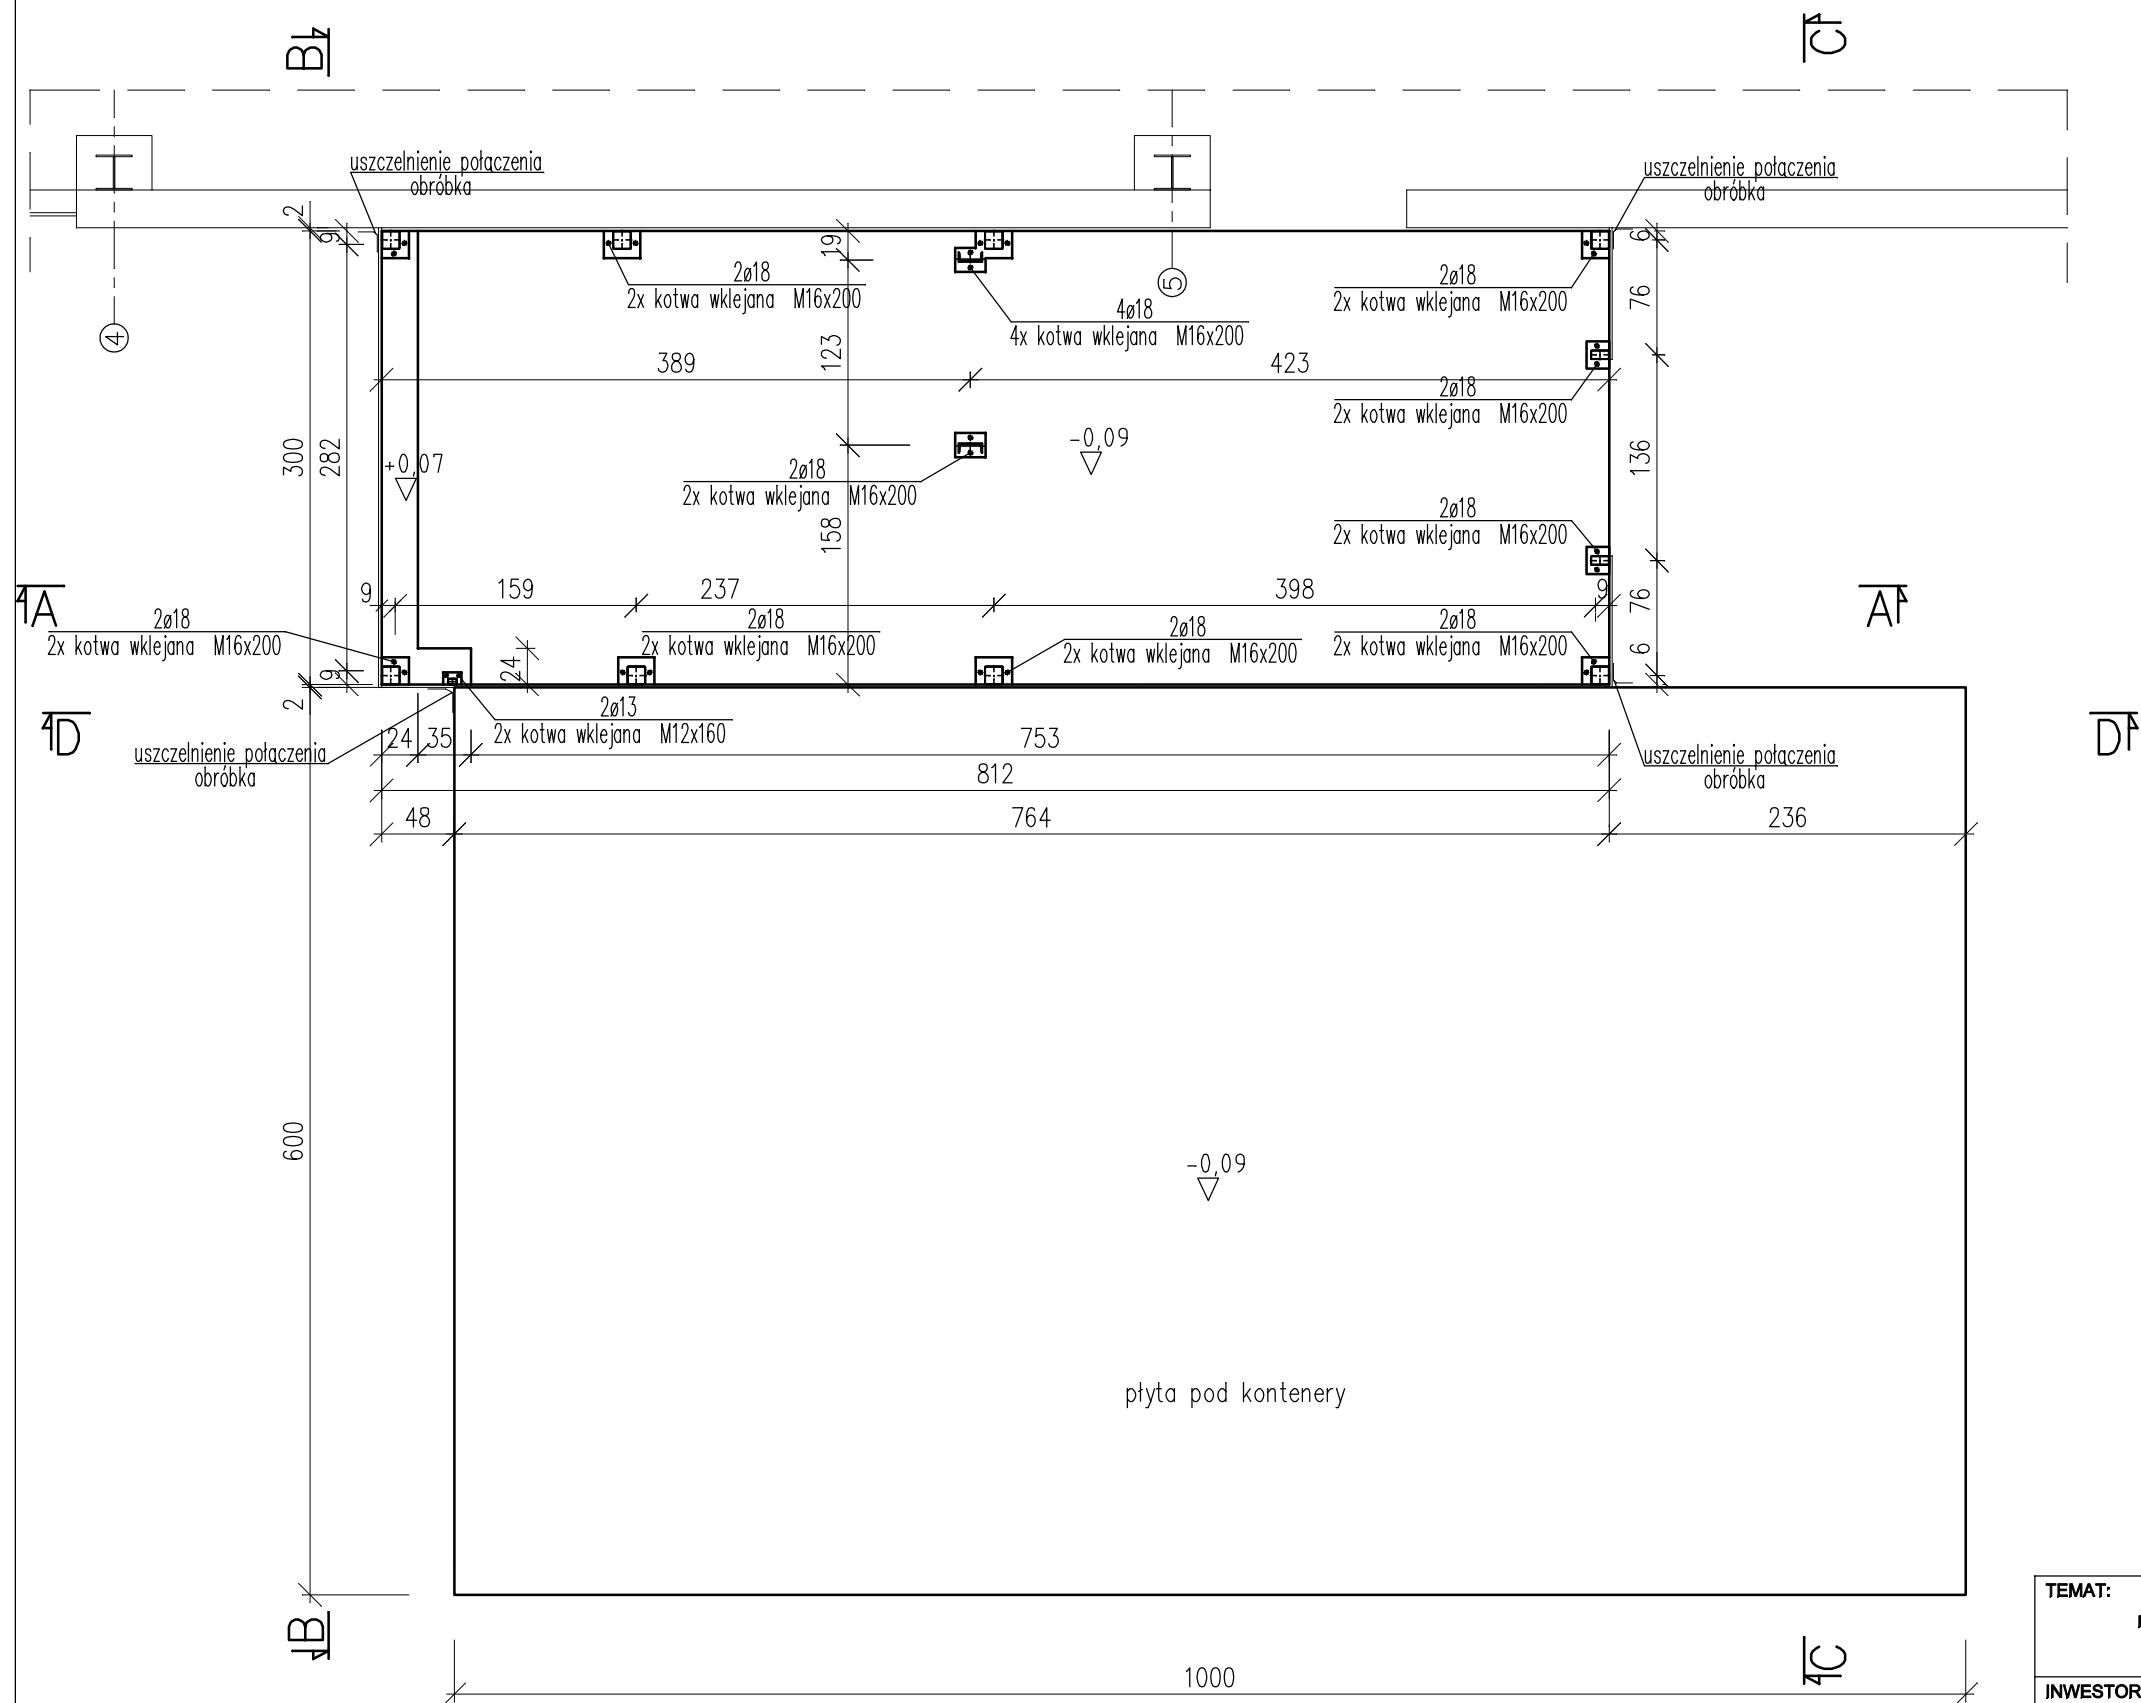 B
C
uszczelnienie połączenia
obróbka
uszczelnienie połączenia
obróbka
4
5
2
9
19
6
2ø18
2x kotwa wklejana M16x200
4ø18
4x kotwa wklejana M16x200
2ø18
2x kotwa wklejana M16x200
76
123
389
423
2ø18
2x kotwa wklejana M16x200
300
282
+0,07
-0,09
136
2ø18
2x kotwa wklejana M16x200
158
2ø18
2x kotwa wklejana M16x200
A
A
9
159
237
398
9
76
2ø18
2x kotwa wklejana M16x200
2ø18
2x kotwa wklejana M16x200
2ø18
2x kotwa wklejana M16x200
2ø18
2x kotwa wklejana M16x200
6
9
24
2
2ø13
2x kotwa wklejana M12x160
D
D
uszczelnienie połączenia
obróbka
uszczelnienie połączenia
obróbka
24
35
753
812
48
764
236
600
-0,09
płyta pod kontenery
B
C
1000
TEMAT:
INWESTOR